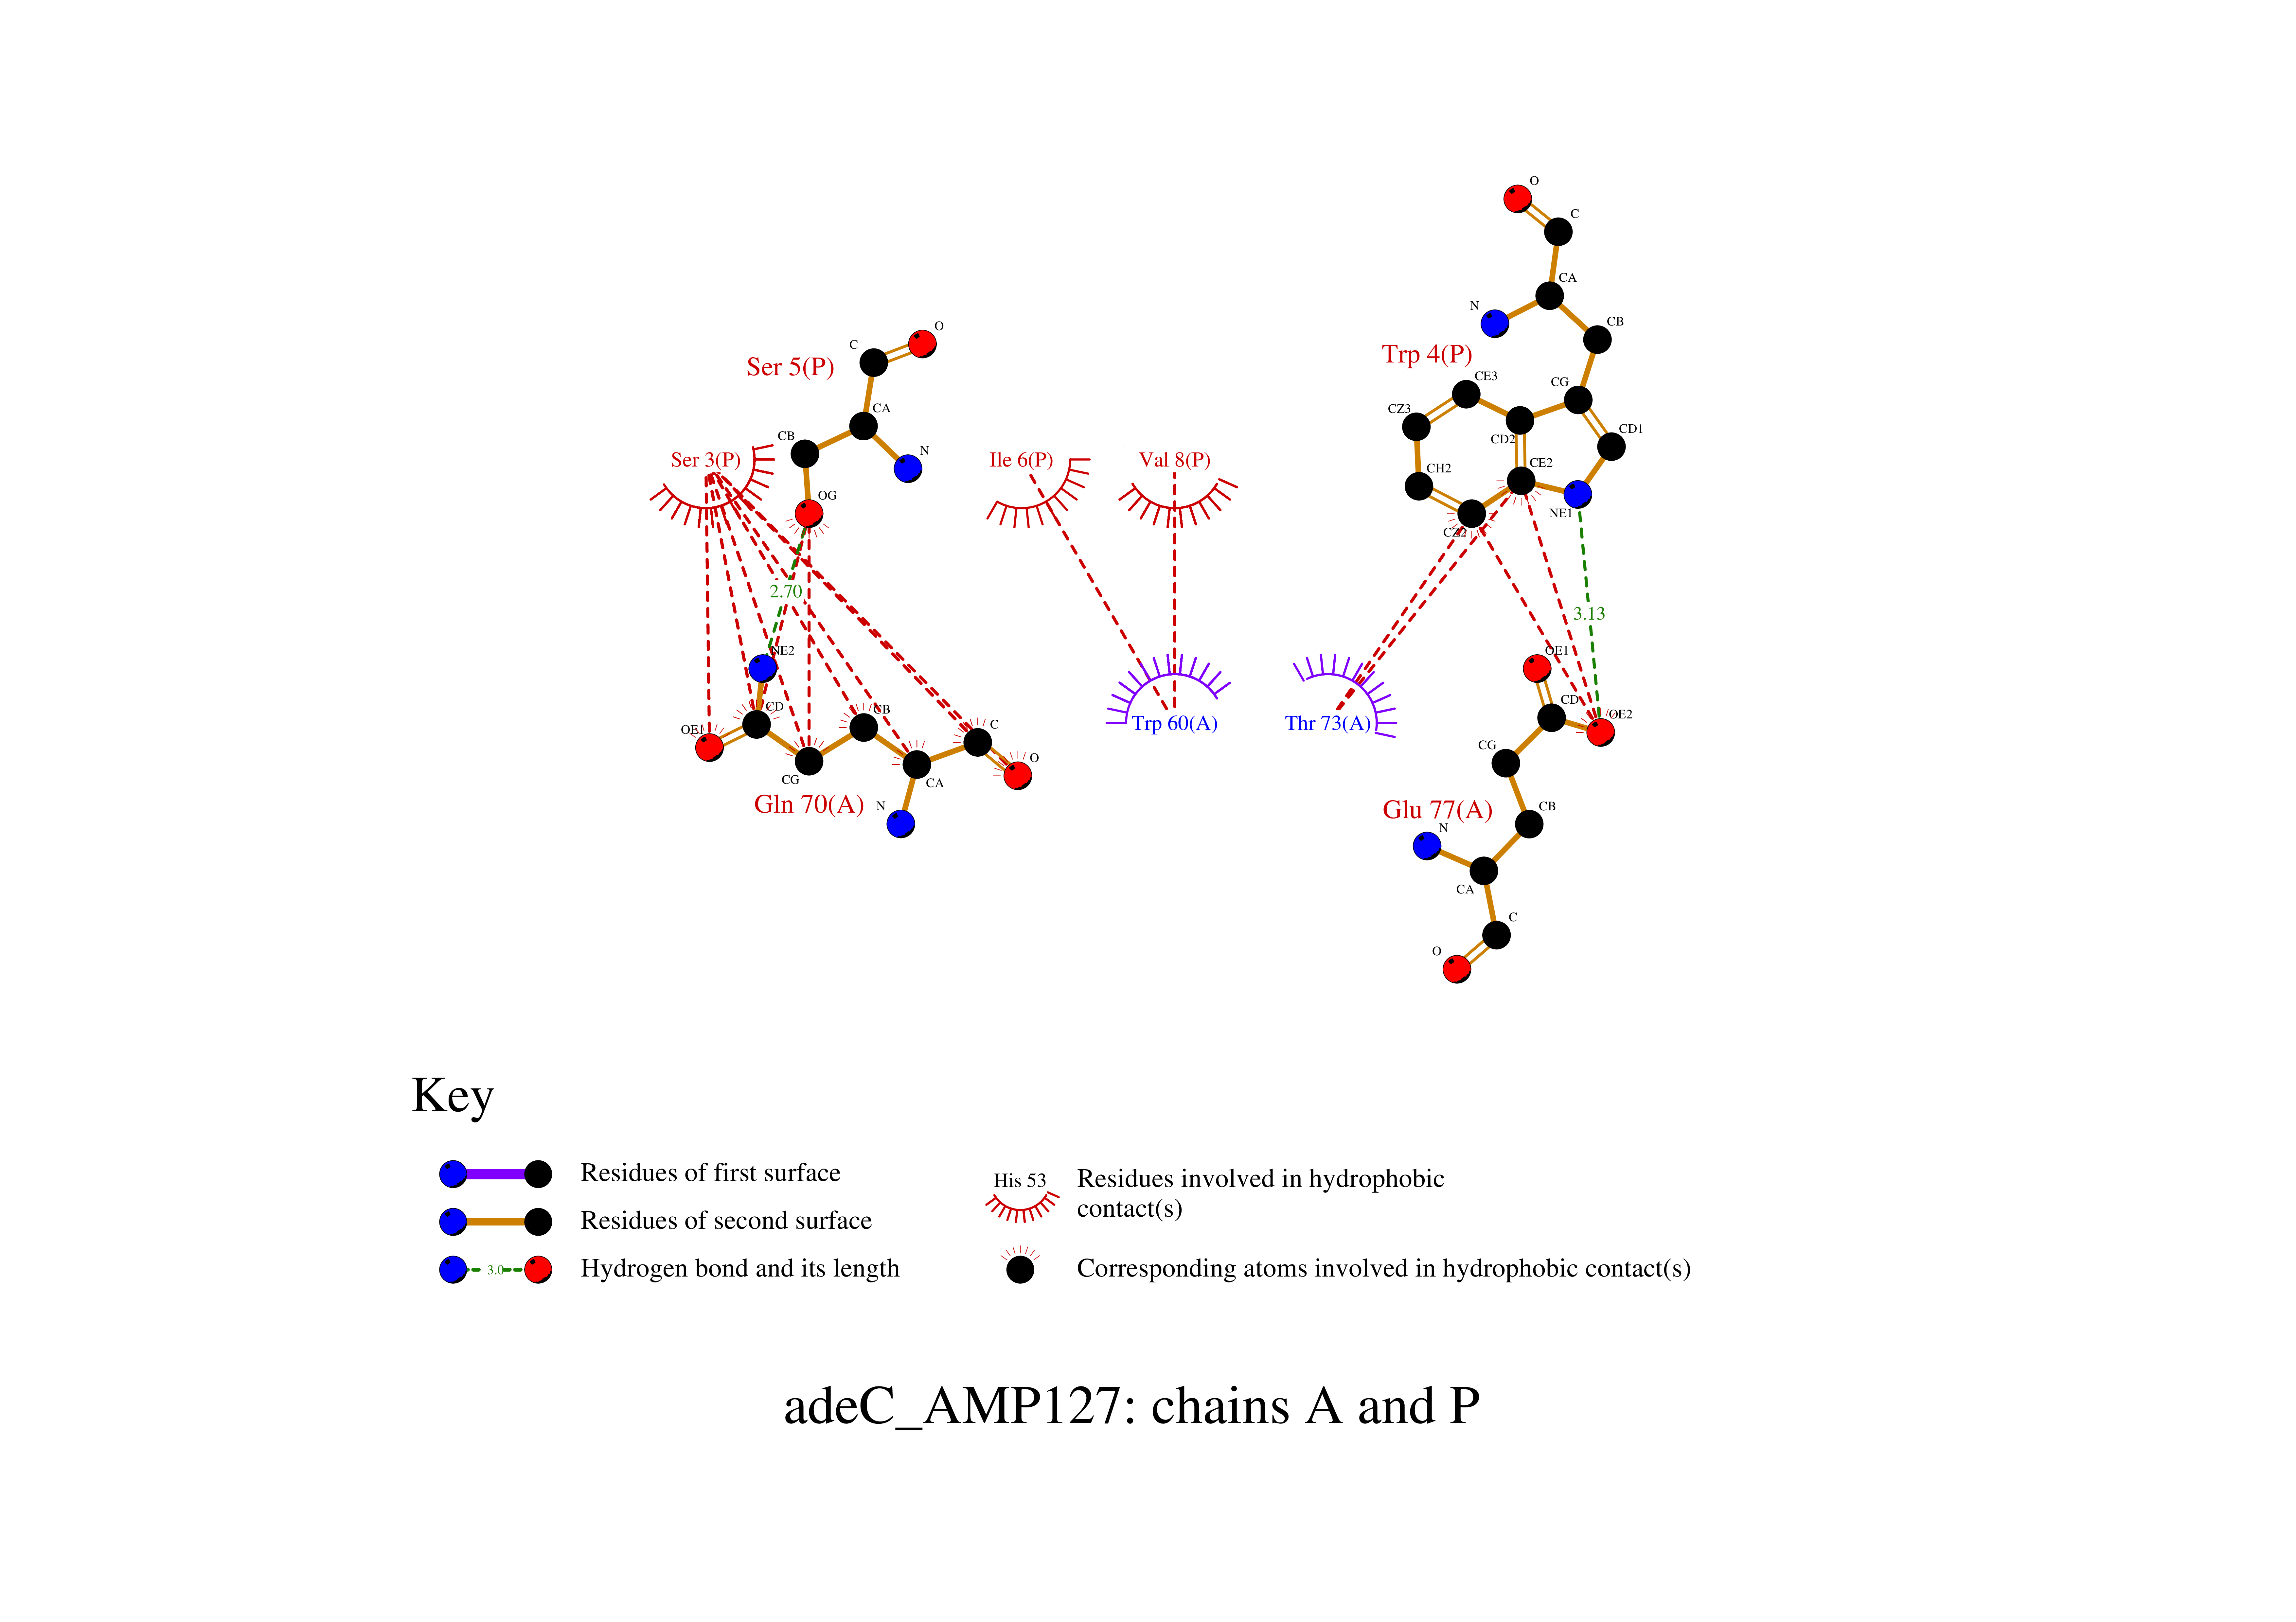 O
C
CA
N
CB
Trp 4(P)
CE3
CG
CZ3
CD1
CD2
CE2
CH2
NE1
CZ2
O
C
Ser 5(P)
CA
CB
N
Ser 3(P)
OG
Ile 6(P)
Val 8(P)
2.70
3.13
NE2
CD
OE1
CB
C
O
CG
CA
Gln 70(A)
N
Trp 60(A)
Thr 73(A)
OE1
CD
OE2
CG
CB
Glu 77(A)
N
CA
C
O
Key
Residues of first surface
Residues of second surface
3.0
Hydrogen bond and its length
His 53
Residues involved in hydrophobic
contact(s)
Corresponding atoms involved in hydrophobic contact(s)
adeC_AMP127: chains A and P